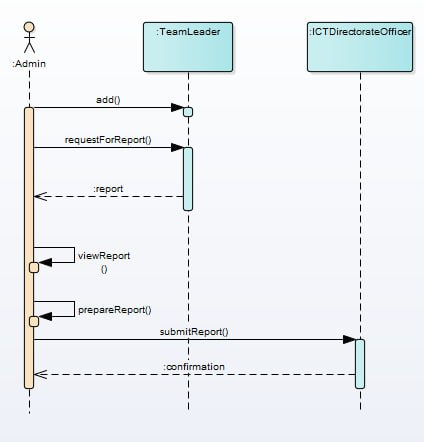 :TeamLeader
:ICTDirectorateOfficer
:Admin
add()
requestForReport()
:report
viewReport
()
prepareReport()
submitReport()
:confirmation